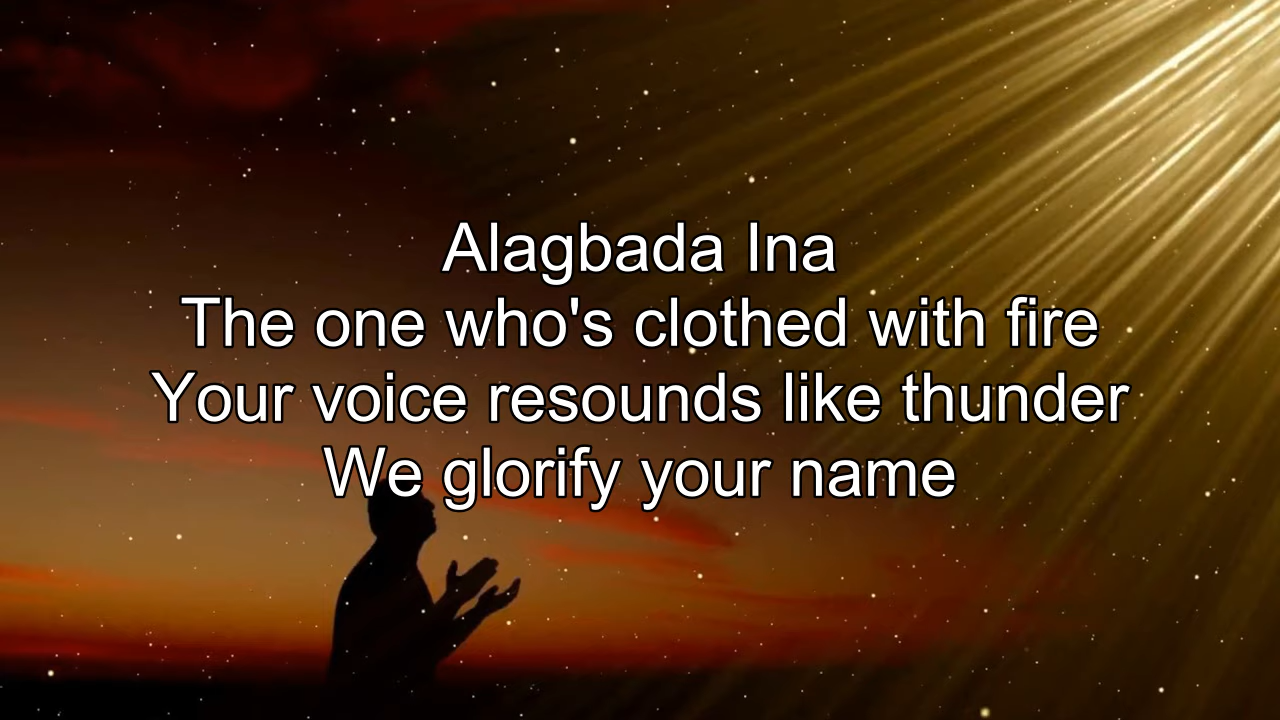 Alagbada Ina
The one who's clothed with fire
Your voice resounds like thunder
We glorify your name